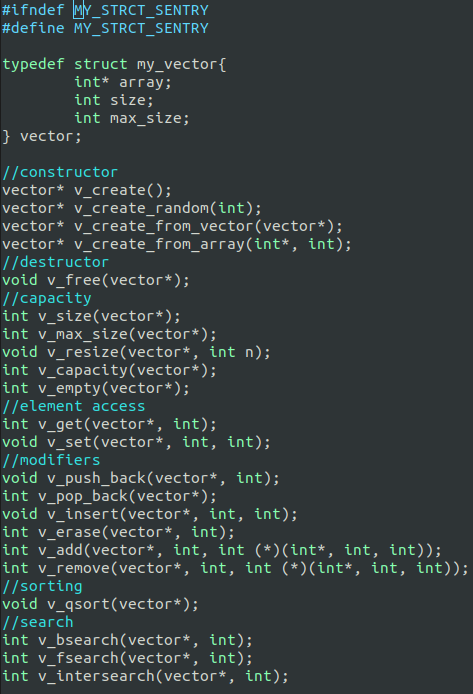 #ifndef MY_STRCT_SENTRY
#define MY_STRCT_SENTRY

typedef struct my_vector{
        int* array;
        int size;
        int max_size;
} vector;

//constructor
vector* v_create();
vector* v_create_random(int);
vector* v_create_from_vector(vector*);
vector* v_create_from_array(int*, int);
//destructor
void v_free(vector*);
//capacity
int v_size(vector*);
int v_max_size(vector*);
void v_resize(vector*, int n);
int v_capacity(vector*);
int v_empty(vector*);
//element access
int v_get(vector*, int);
void v_set(vector*, int, int);
//modifiers
void v_push_back(vector*, int);
int v_pop_back(vector*);
void v_insert(vector*, int, int);
int v_erase(vector*, int);
int v_add(vector*, int, int (*)(int*, int, int));
int v_remove(vector*, int, int (*)(int*, int, int));
//sorting
void v_qsort(vector*);
//search
int v_bsearch(vector*, int);
int v_fsearch(vector*, int);
int v_intersearch(vector*, int);